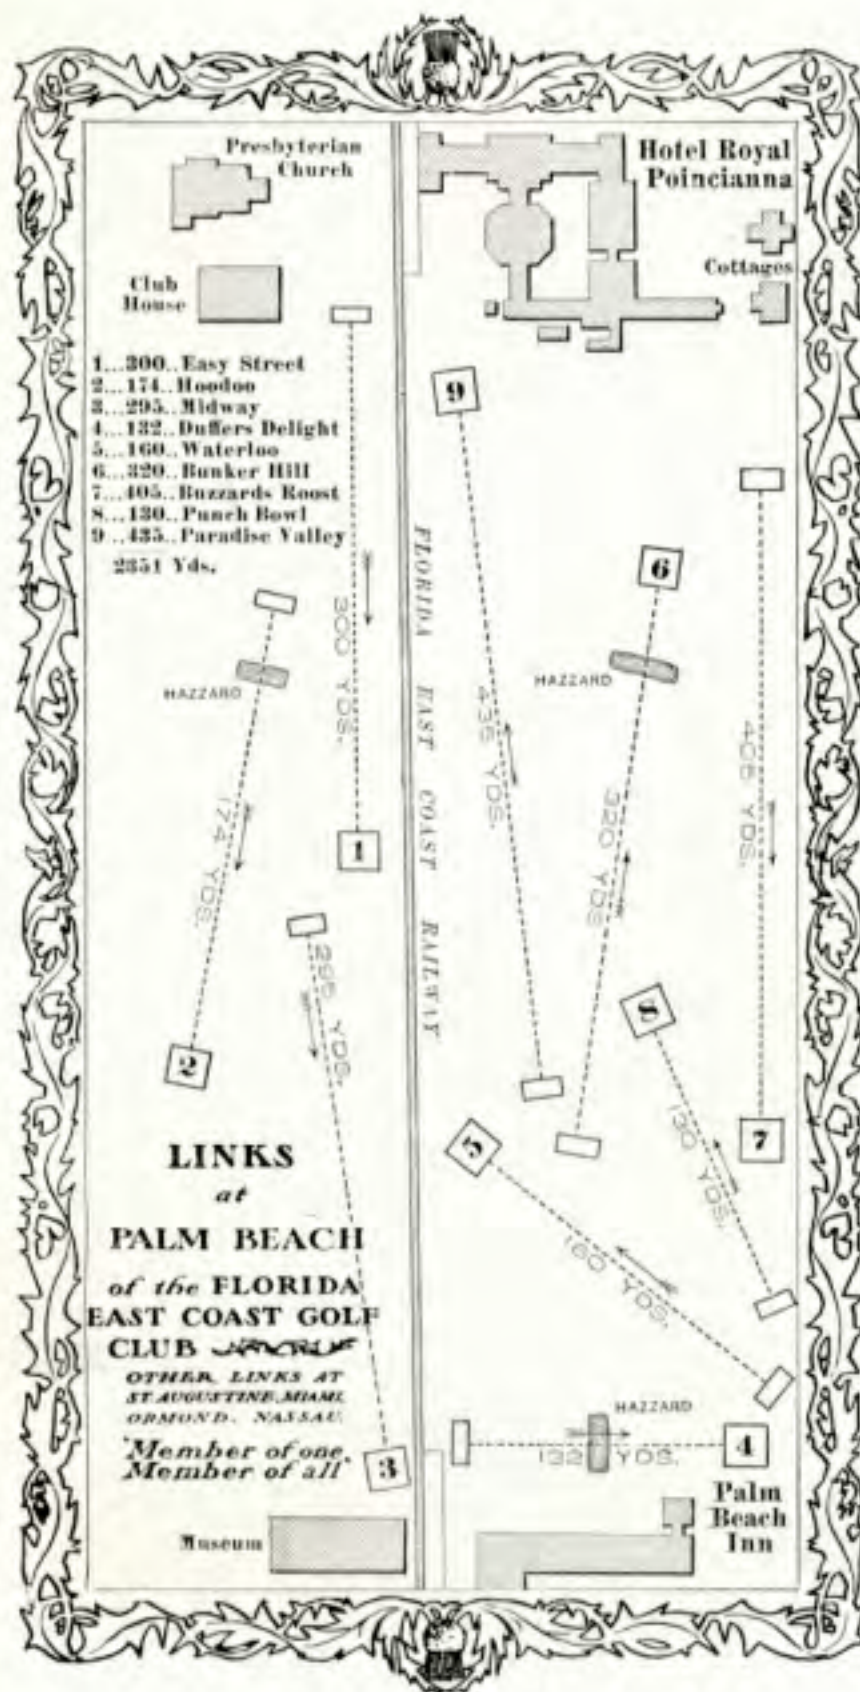 Presbyterian
Church
Hotel Royal
Poincianna
Club
House
Cottages
1...300..Easy Street
2...174..Hoodoo
3...295..Midway
4...132..Duffers Delight
5...160..Waterloo
6...320..Bunker Hill
7...405..Buzzards Roost
8...130..Punch Bowl
9...435..Paradise Valley
2351 Yds.
9
6
HAZZARD
HAZZARD
300 YDS.
174 YDS.
435 YDS.
320 YDS
405 YDS.
FLORIDA EAST COAST RAILWAY
1
295 YDS.
2
8
5
7
130 YDS.
160 YDS.
LINKS
at
PALM BEACH
of the FLORIDA
EAST COAST GOLF
CLUB
OTHER LINKS AT
ST. AUGUSTINE, MIAMI,
ORMOND, NASSAU.
"Member of one,
Member of all"
3
HAZZARD
132 YDS.
4
Museum
Palm
Beach
Inn